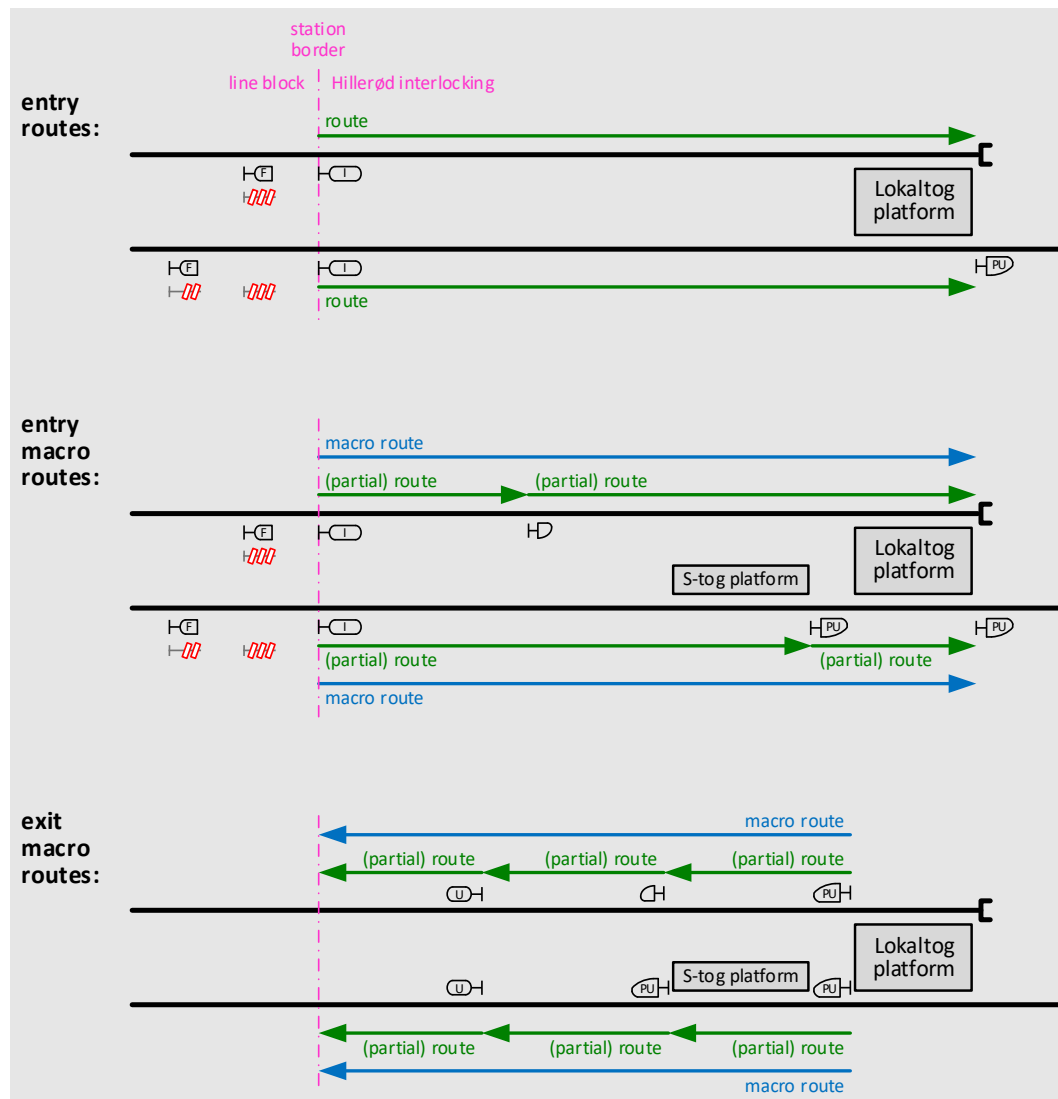 station
border
line block
Hillerød interlocking
entry
routes:
route
F
I
Lokaltog
platform
F
I
PU
route
entry
macro
routes:
macro route
(partial) route
(partial) route
F
I
Lokaltog
platform
S-tog platform
F
I
PU
PU
(partial) route
(partial) route
macro route
exit
macro
routes:
macro route
(partial) route
(partial) route
(partial) route
U
PU
Lokaltog
platform
S-tog platform
U
PU
PU
(partial) route
(partial) route
(partial) route
macro route